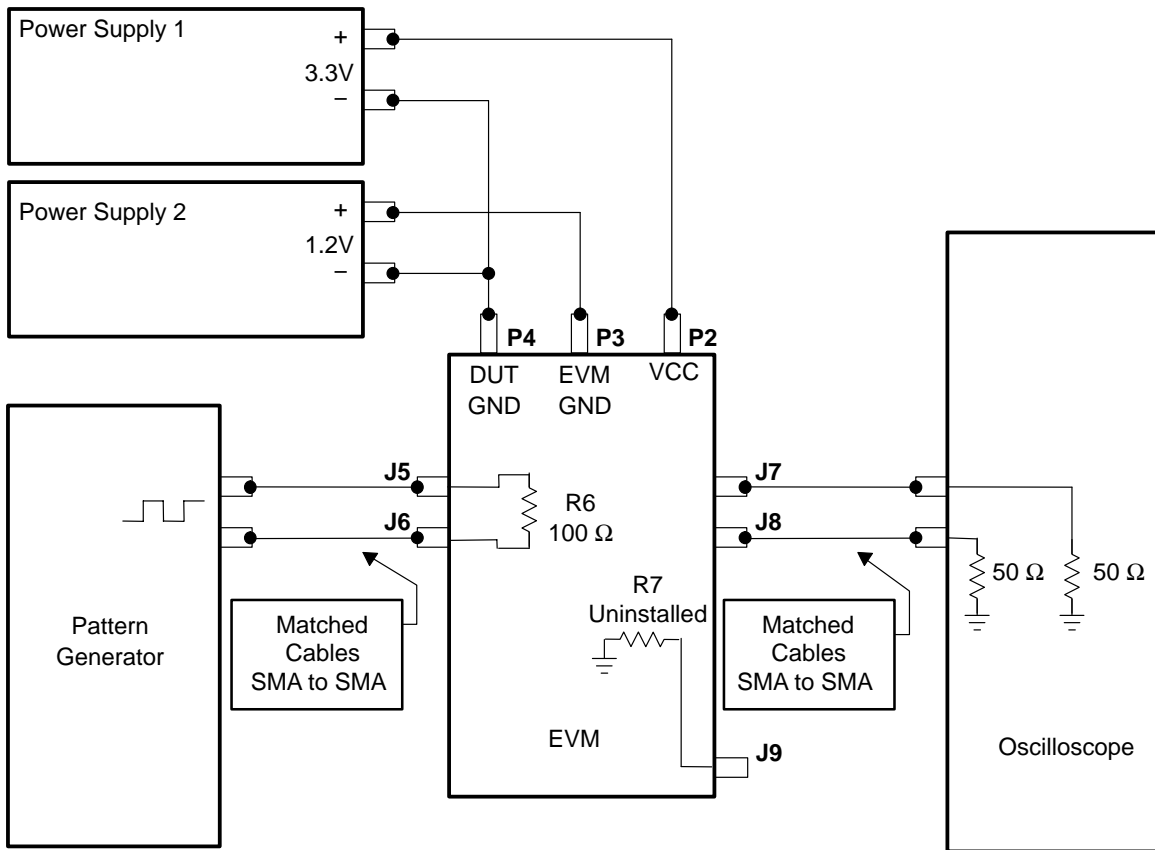 Power Supply 1
+
3.3V
−
Power Supply 2
+
1.2V
−
P4
P3
P2
DUT
GND
EVM
GND
VCC
J5
J6
R6
100 Ω
J7
J8
50 Ω
50 Ω
R7
Uninstalled
Pattern
Generator
Matched
Cables
SMA to SMA
Matched
Cables
SMA to SMA
EVM
J9
Oscilloscope